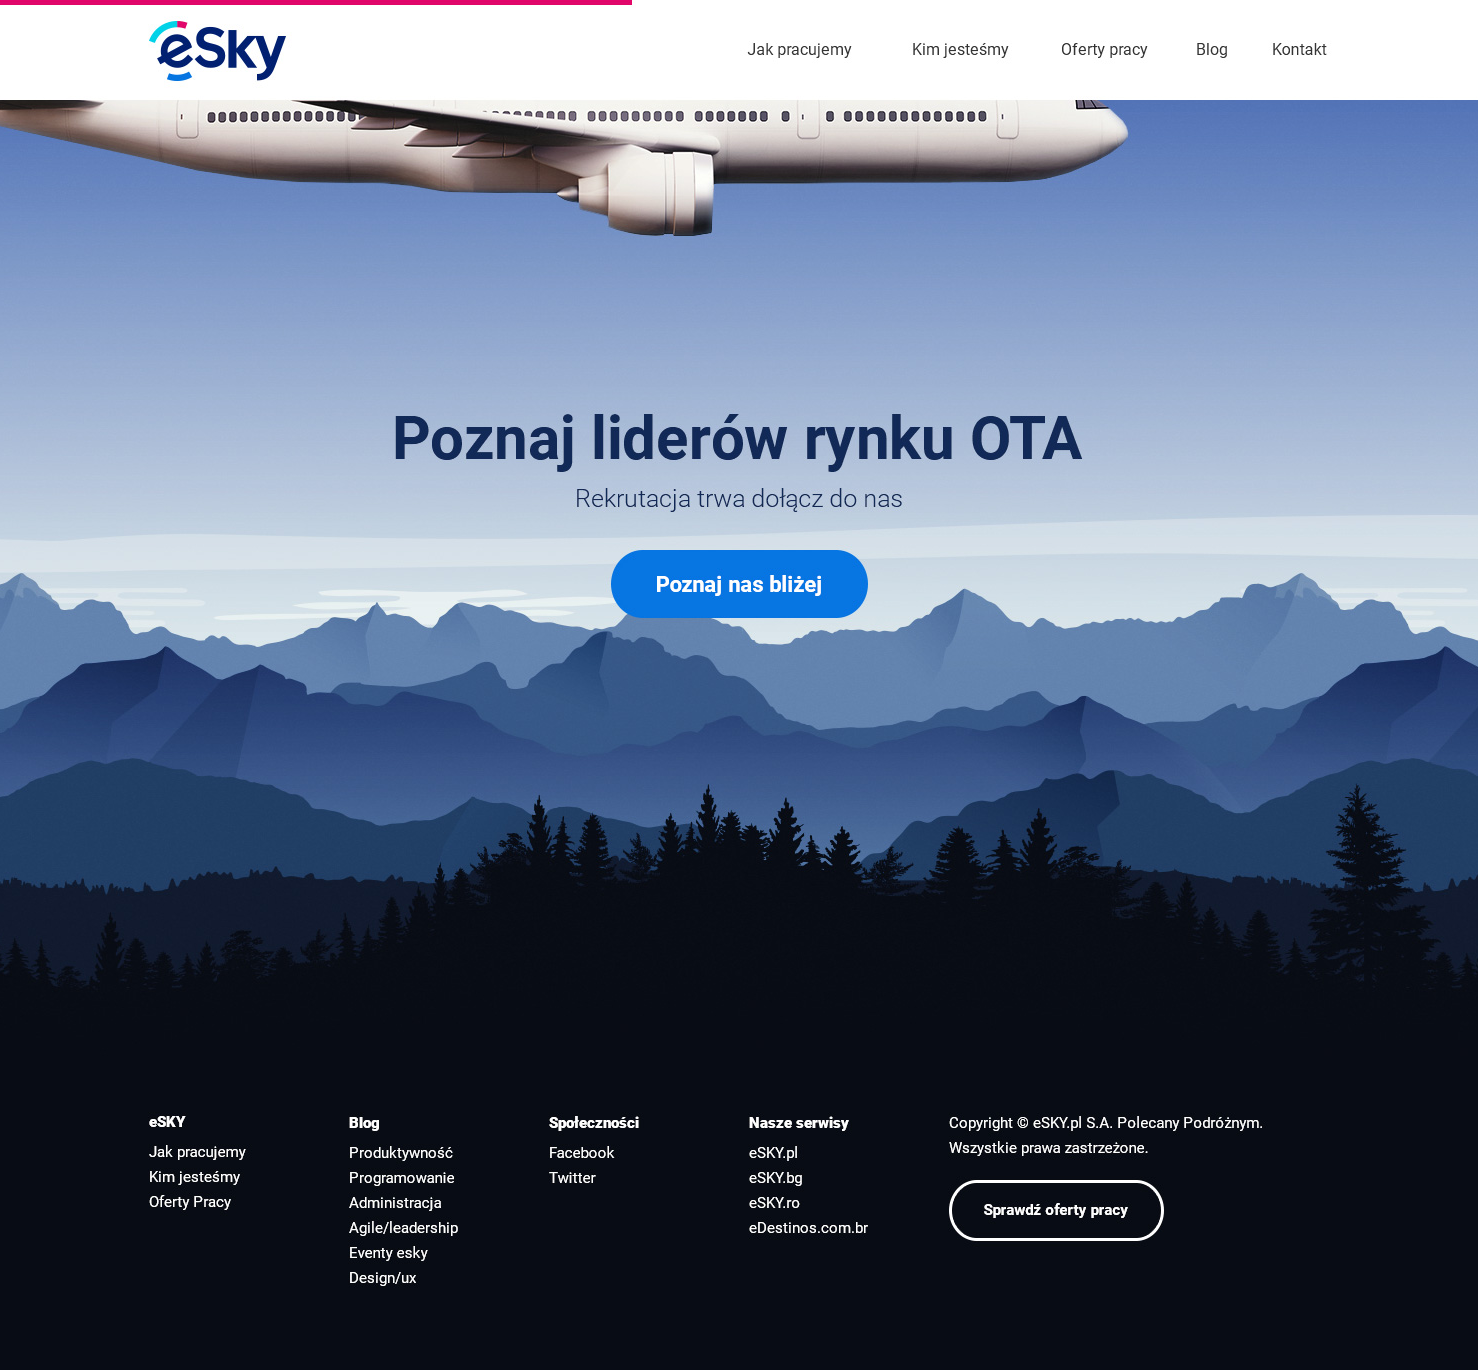 eSky
Jak pracujemy
Kim jesteśmy
Oferty pracy
Blog
Kontakt
Poznaj liderów rynku OTA
Rekrutacja trwa dołącz do nas
Poznaj nas bliżej
eSKY
Jak pracujemy
Kim jesteśmy
Oferty Pracy
Blog
Produktywność
Programowanie
Administracja
Agile/leadership
Eventy esky
Design/ux
Społeczności
Facebook
Twitter
Nasze serwisy
eSKY.pl
eSKY.bg
eSKY.ro
eDestinos.com.br
Copyright © eSKY.pl S.A. Polecany Podróżnym.
Wszystkie prawa zastrzeżone.
Sprawdź oferty pracy